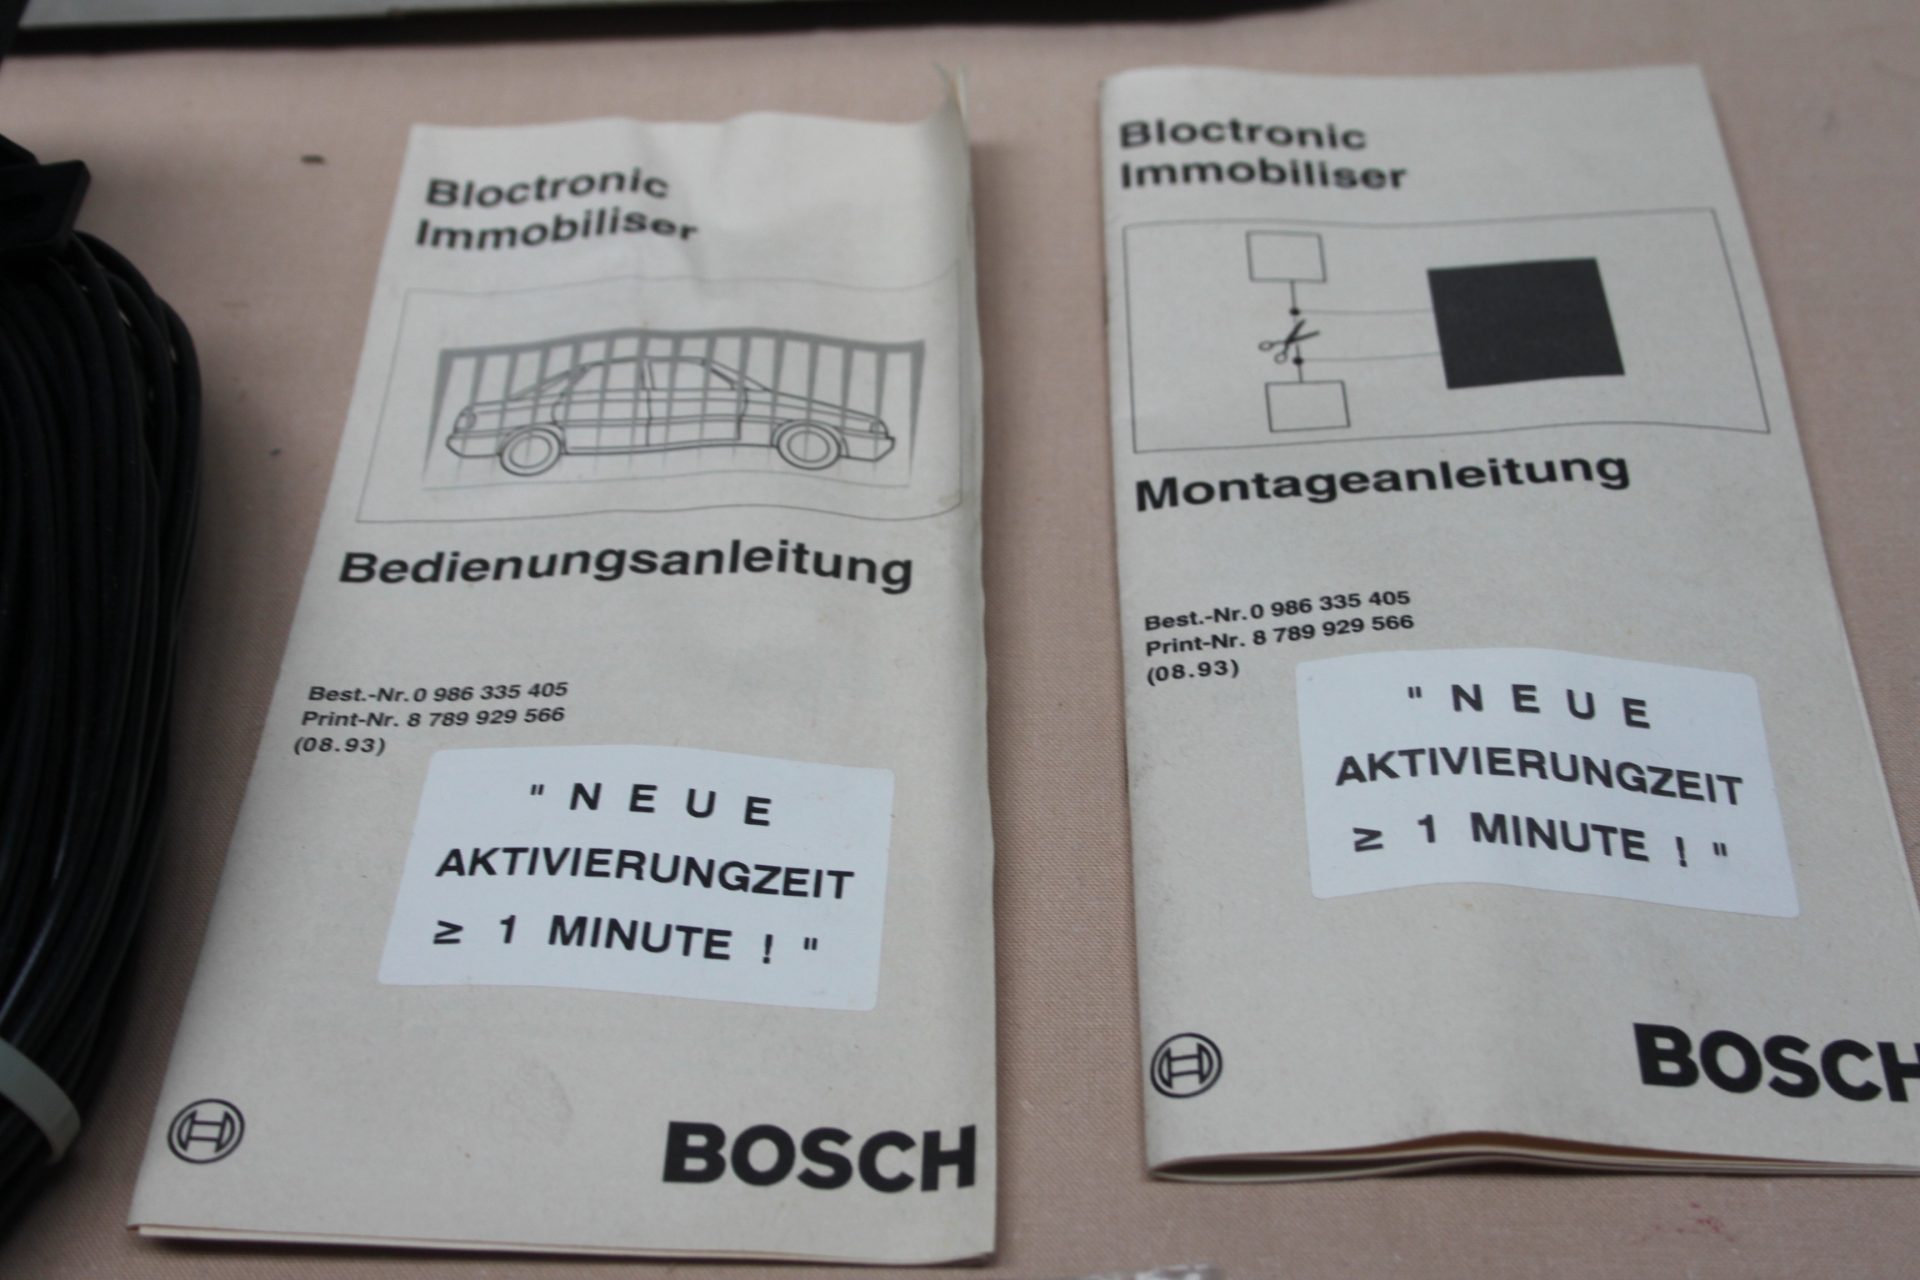 Bloctronic
Immobiliser
Bedienungsanleitung
Best.-Nr. 0 986 335 405
Print-Nr. 8 789 929 566
(08.93)
" N E U E
AKTIVIERUNGZEIT
≥ 1 MINUTE ! "
BOSCH
Bloctronic
Immobiliser
Montageanleitung
Best.-Nr. 0 986 335 405
Print-Nr. 8 789 929 566
(08.93)
" N E U E
AKTIVIERUNGZEIT
≥ 1 MINUTE ! "
BOSCH